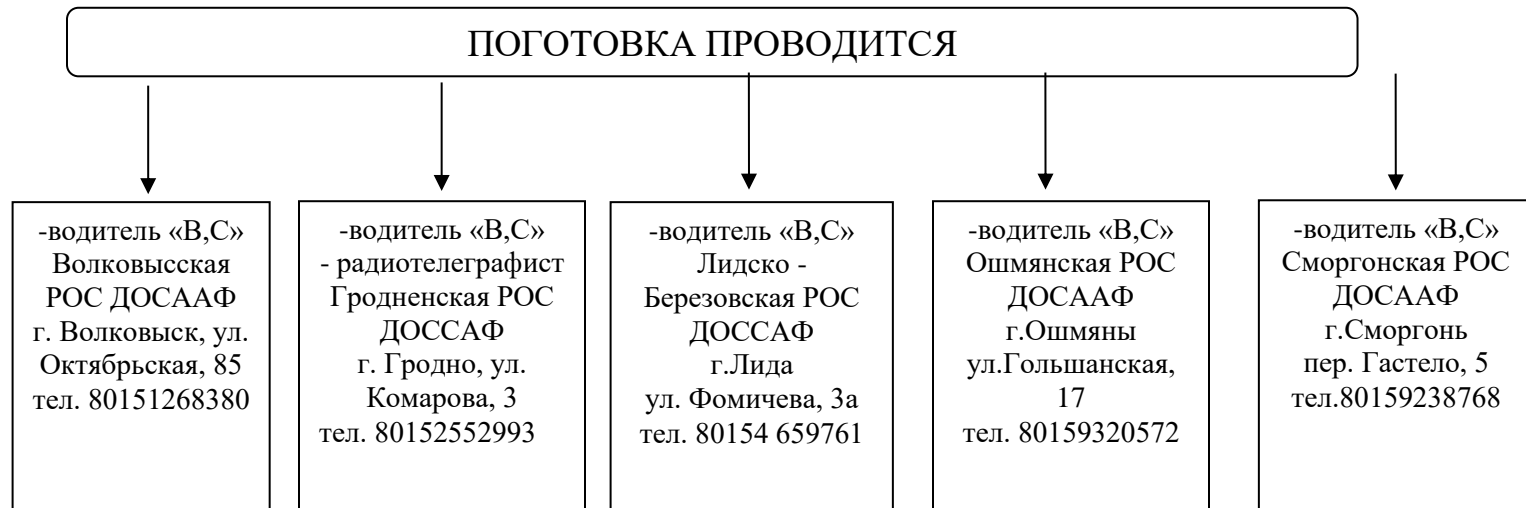 ПОГОТОВКА ПРОВОДИТСЯ
-водитель «В,С»
Волковысская
РОС ДОСААФ
г. Волковыск, ул.
Октябрьская, 85
тел. 80151268380
-водитель «В,С»
- радиотелеграфист
Гродненская РОС
ДОССАФ
г. Гродно, ул.
Комарова, 3
тел. 80152552993
-водитель «В,С»
Лидско -
Березовская РОС
ДОССАФ
г.Лида
ул. Фомичева, 3а
тел. 80154 659761
-водитель «В,С»
Ошмянская РОС
ДОСААФ
г.Ошмяны
ул.Гольшанская,
17
тел. 80159320572
-водитель «В,С»
Сморгонская РОС
ДОСААФ
г.Сморгонь
пер. Гастело, 5
тел.80159238768